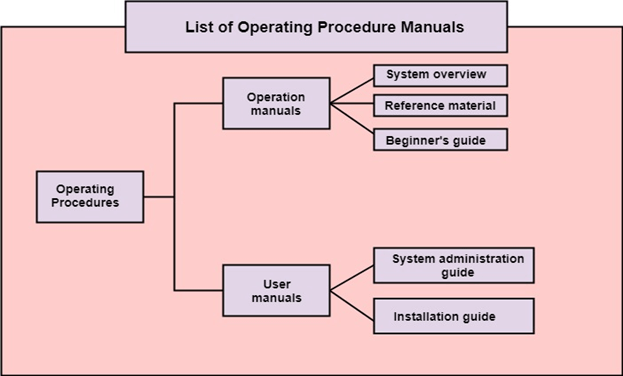 List of Operating Procedure Manuals
System overview
Operation
manuals
Reference material
Beginner's guide
Operating
Procedures
System administration
guide
User
manuals
Installation guide